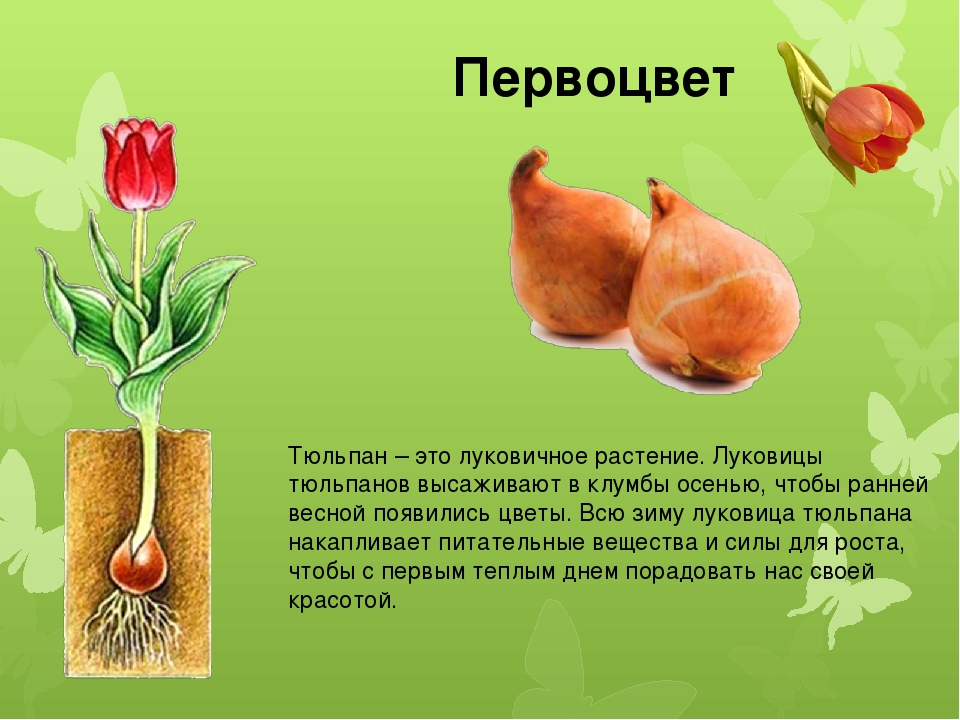 Первоцвет
Тюльпан – это луковичное растение. Луковицы
тюльпанов высаживают в клумбы осенью, чтобы ранней
весной появились цветы. Всю зиму луковица тюльпана
накапливает питательные вещества и силы для роста,
чтобы с первым теплым днем порадовать нас своей
красотой.